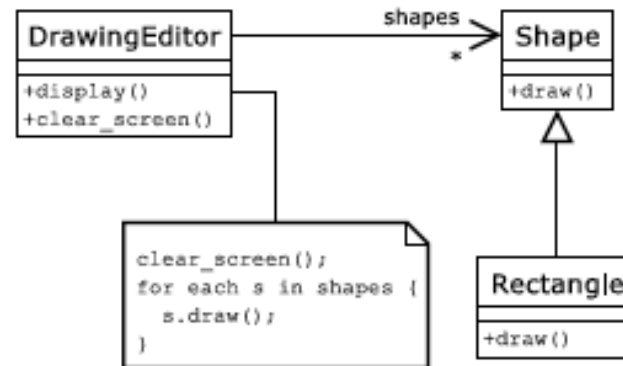 DrawingEditor
+display()
+clear_screen()
shapes
*
Shape
+draw()
clear_screen();
for each s in shapes {
s.draw();
}
Rectangle
+draw()